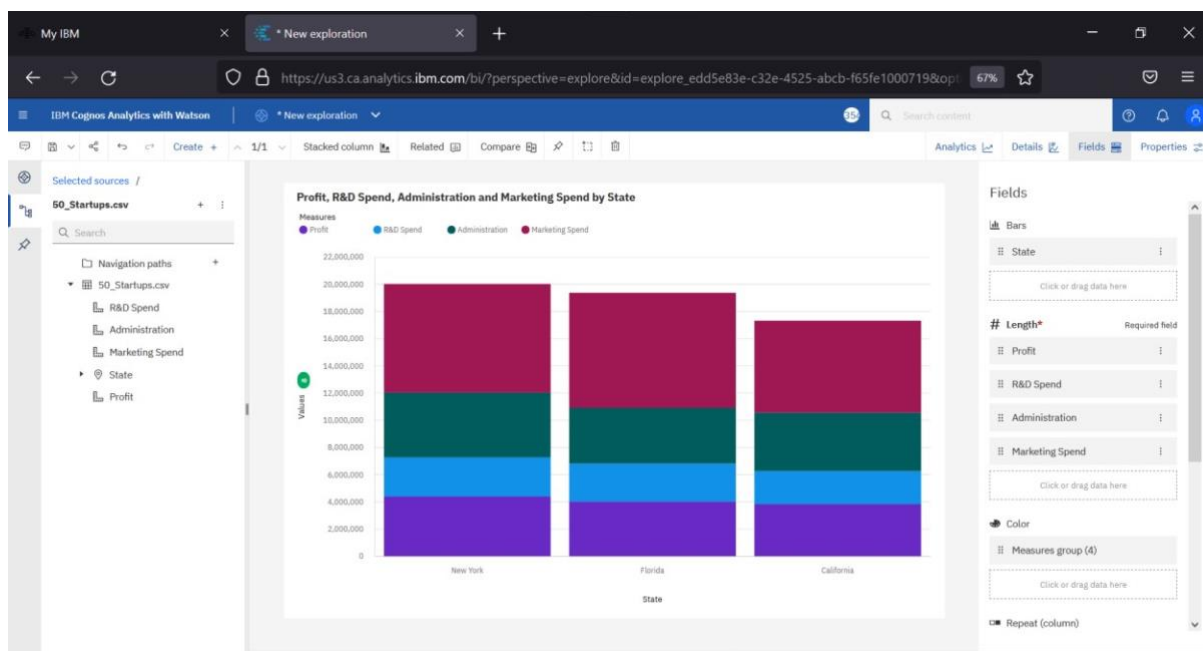 My IBM
* New exploration
https://us3.ca.analytics.ibm.com/bi/?perspective=explore&id=explore_edd5e83e-c32e-4525-abcb-f65fe1000719&opt
67%
IBM Cognos Analytics with Watson
* New exploration
Search content
Create +
1/1
Stacked column
Related
Compare
Analytics
Details
Fields
Properties
Selected sources /
50_Startups.csv
Search
Navigation paths
50_Startups.csv
R&D Spend
Administration
Marketing Spend
State
Profit
Profit, R&D Spend, Administration and Marketing Spend by State
Measures
Profit R&D Spend Administration Marketing Spend
22,000,000
20,000,000
18,000,000
16,000,000
14,000,000
12,000,000
10,000,000
8,000,000
6,000,000
4,000,000
2,000,000
0
Values
New York Florida California
State
Fields
Bars
State
Click or drag data here
# Length* Required field
Profit
R&D Spend
Administration
Marketing Spend
Click or drag data here
Color
Measures group (4)
Click or drag data here
Repeat (column)